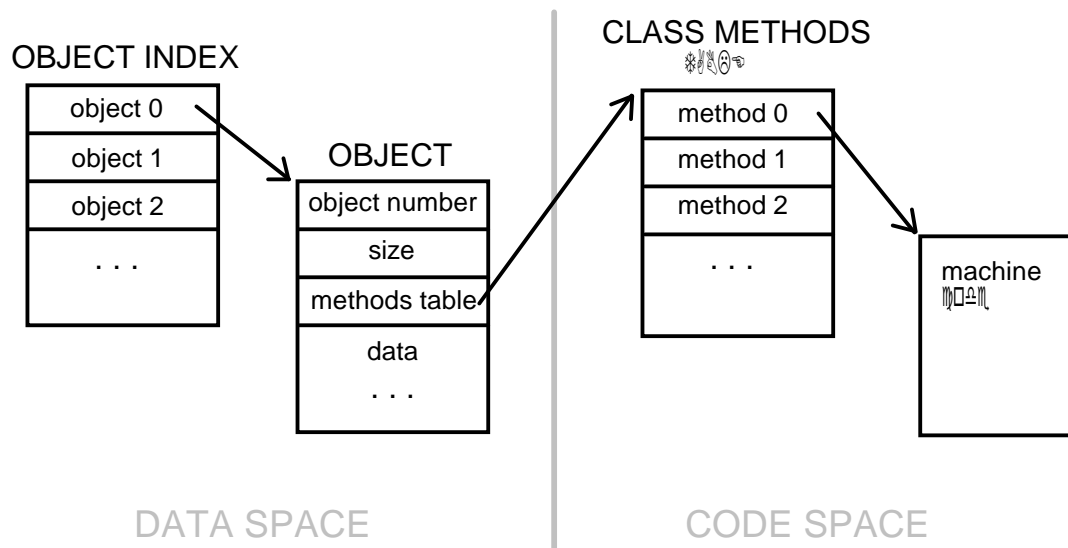 OBJECT INDEX
object 0
object 1
object 2
. . .
OBJECT
object number
size
methods table
data
. . .
DATA SPACE
CLASS METHODS
❄✌👌☹☜
method 0
method 1
method 2
. . .
machine
♍□♎♏
CODE SPACE